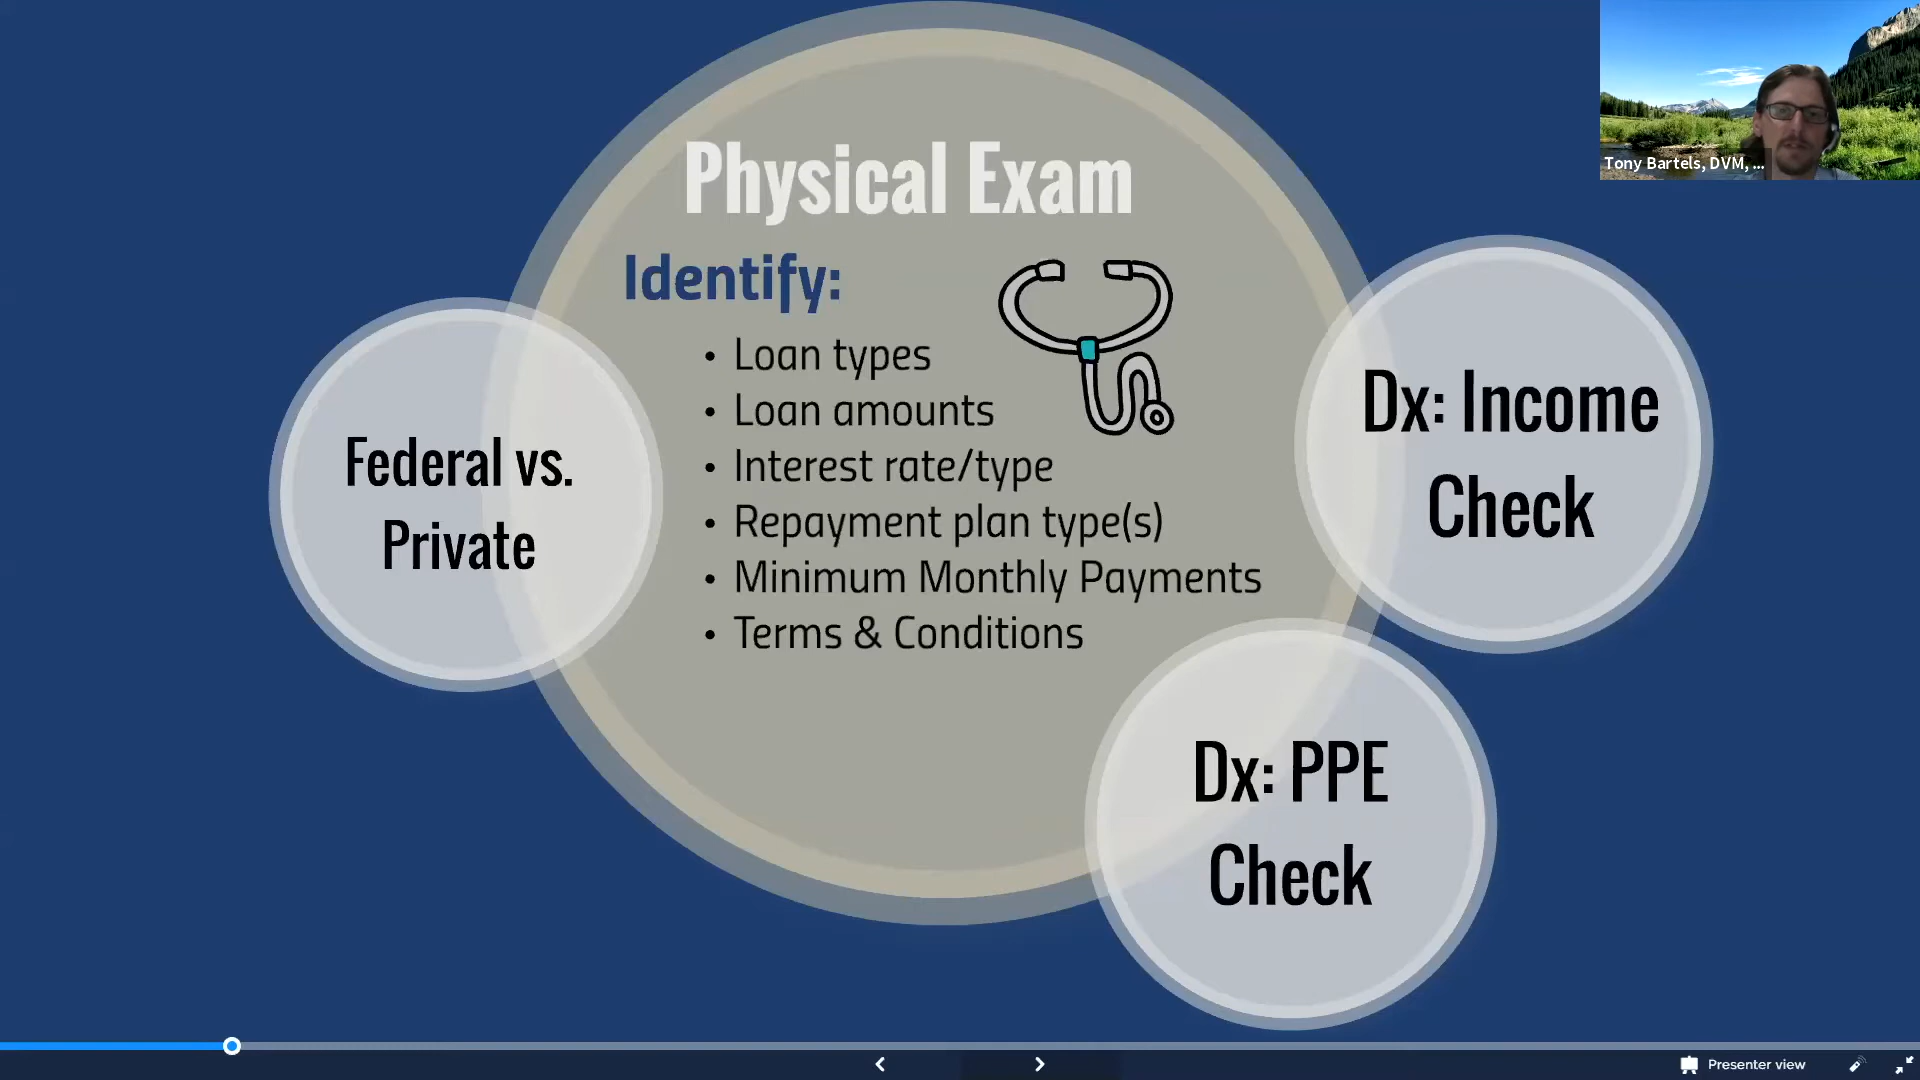 Physical Exam
Identify:
• Loan types
• Loan amounts
• Interest rate/type
• Repayment plan type(s)
• Minimum Monthly Payments
• Terms & Conditions
Federal vs.
Private
Dx: Income
Check
Dx: PPE
Check
Tony Bartels, DVM, ...
Presenter view